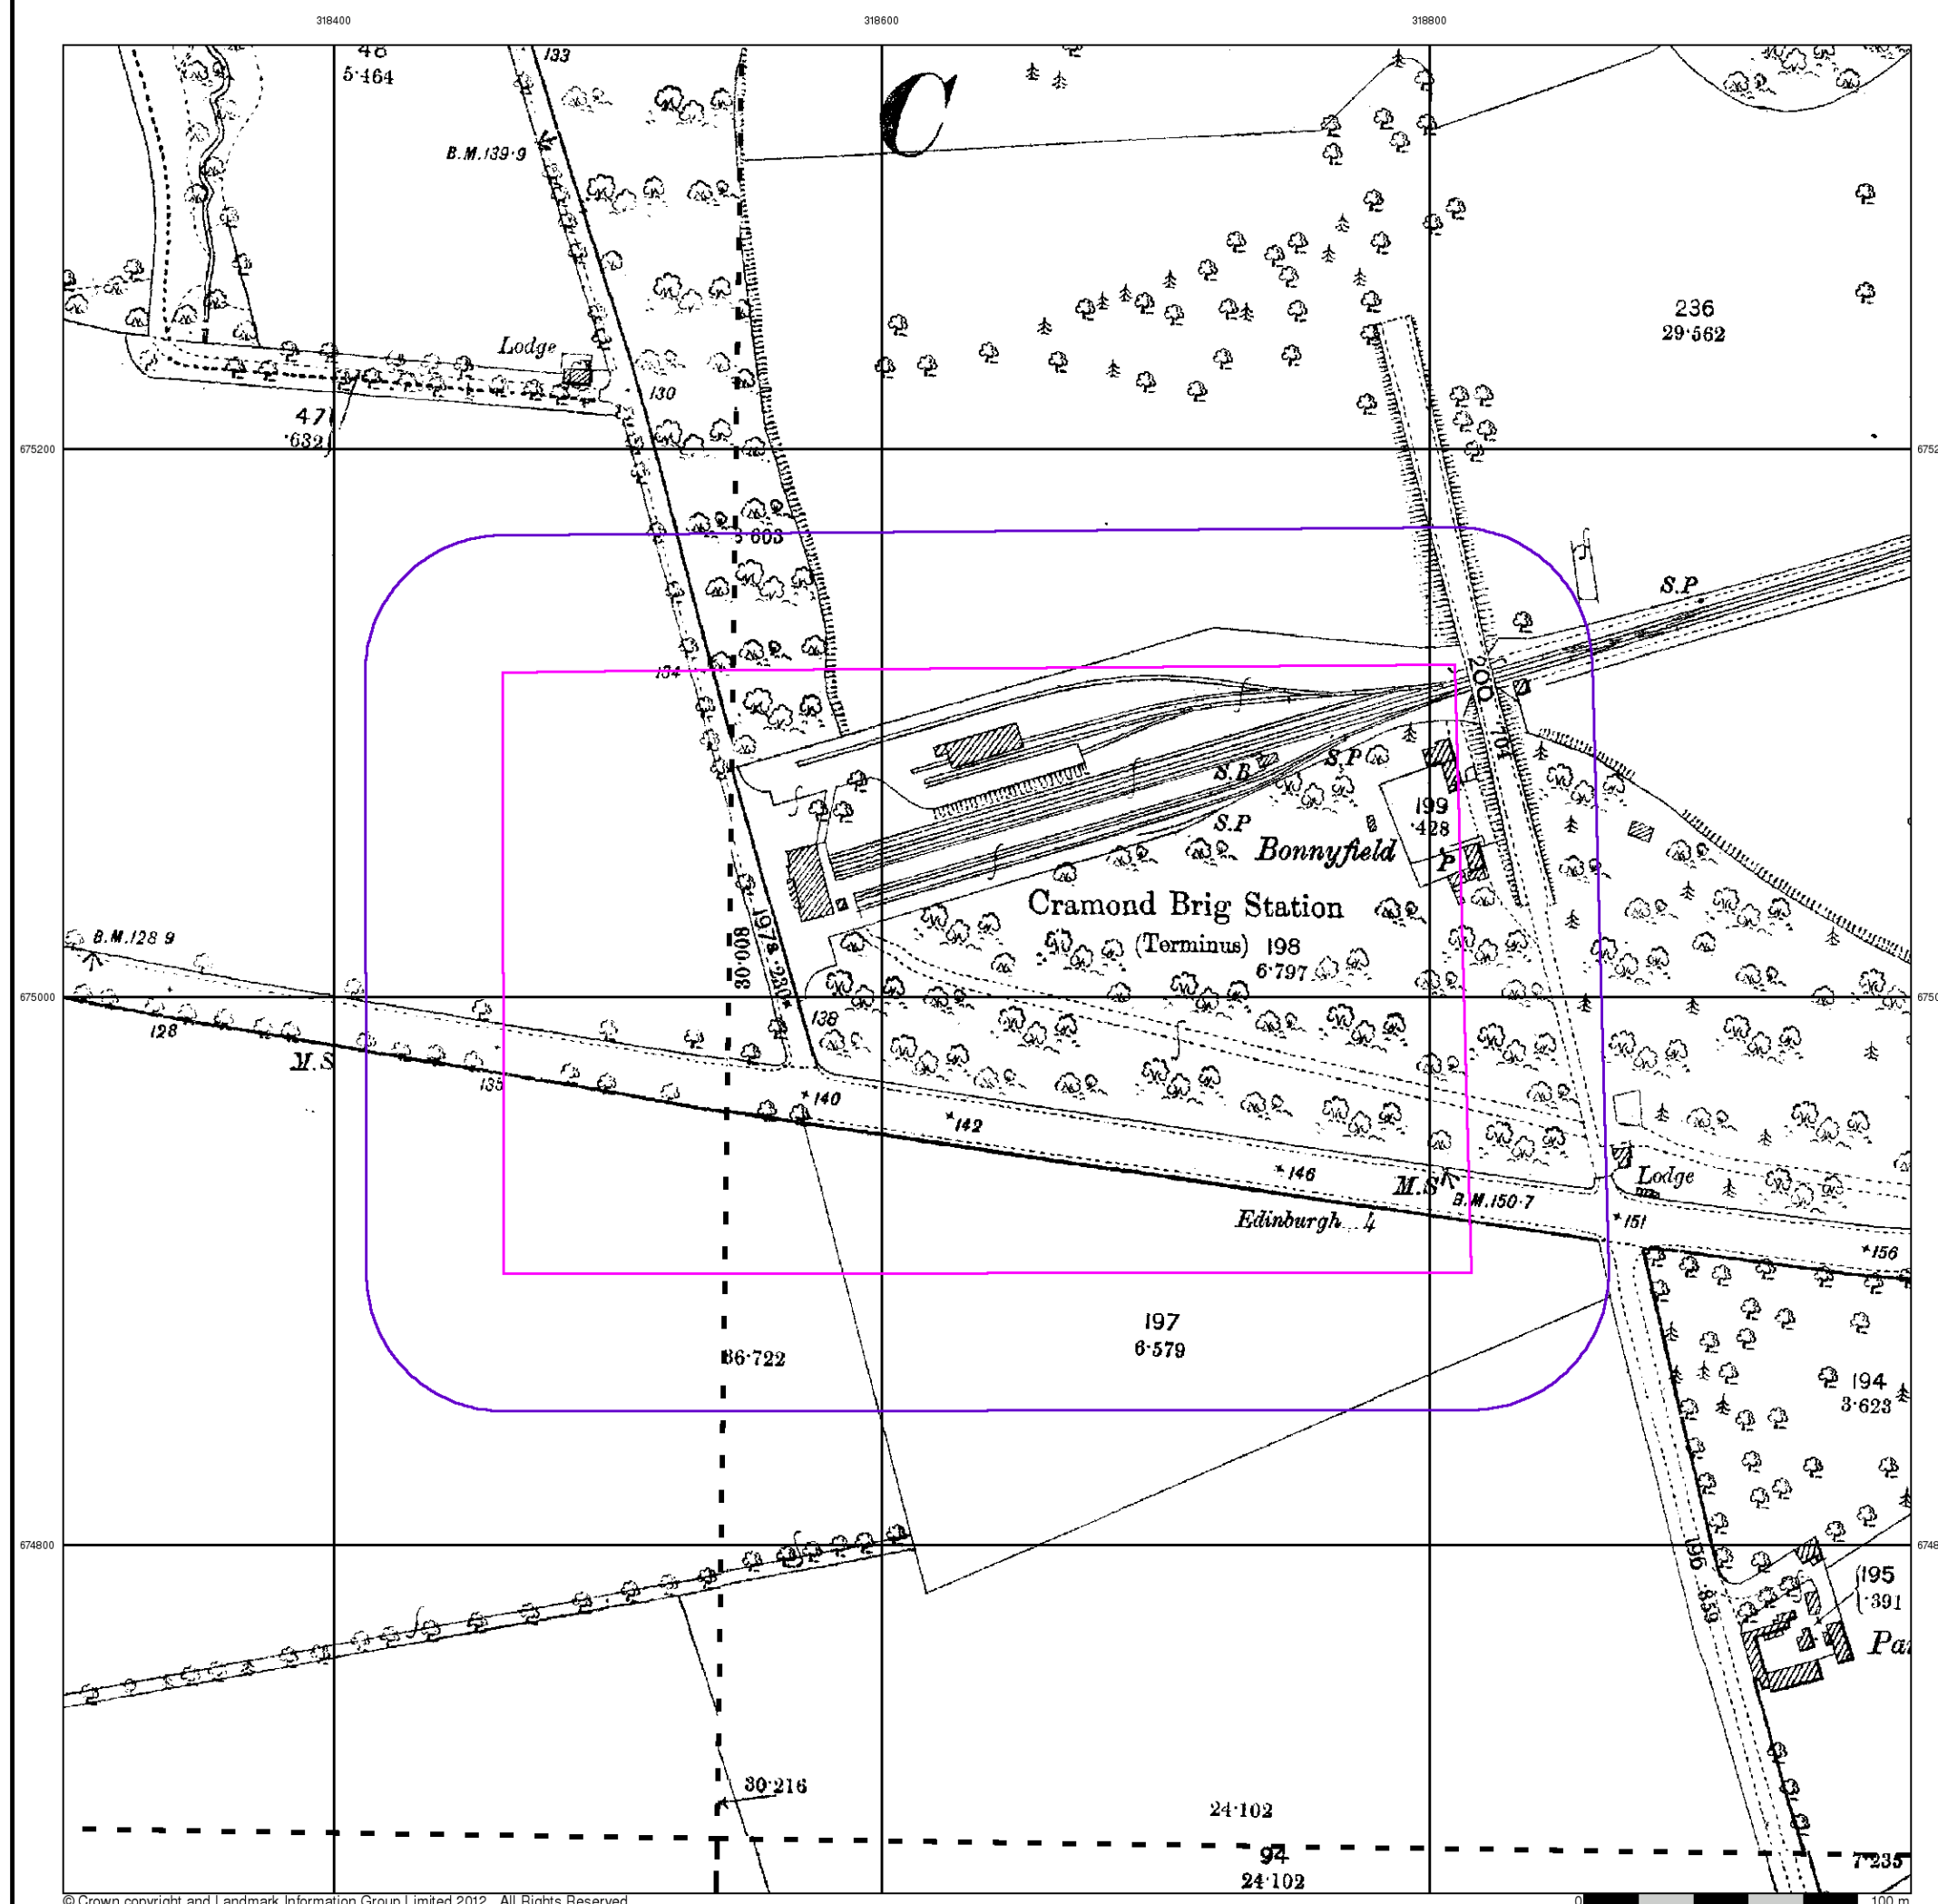 318400 318600 318800
48
5·464
133
C
B.M.139·9
236
29·562
Lodge
130
47
·632
675200
3·603
S.P
134
200
·704
S.B
S.P
199
·428
S.P
Bonnyfield
P
Cramond Brig Station
(Terminus)
198
6·797
B.M.128·9
30·008
197a ·230
675000
138
128
M.S
135
140
142
146
M.S
B.M.150·7
Lodge
151
Edinburgh 4
156
197
6·579
36·722
194
3·623
674800
196 ·859
195
·391
30·216
24·102
94
24·102
7·235
© Crown copyright and Landmark Information Group Limited 2012. All Rights Reserved.
0 100 m